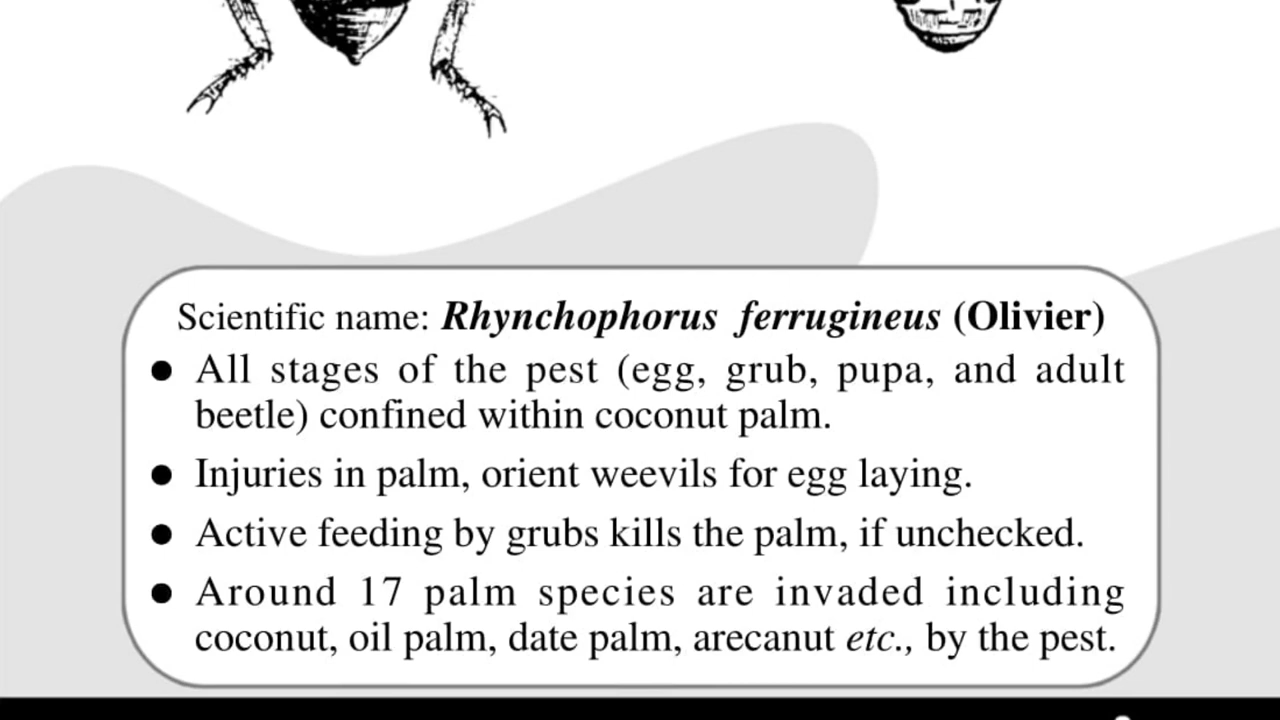 Scientific name: Rhynchophorus ferrugineus (Olivier)
● All stages of the pest (egg, grub, pupa, and adult
beetle) confined within coconut palm.
● Injuries in palm, orient weevils for egg laying.
● Active feeding by grubs kills the palm, if unchecked.
● Around 17 palm species are invaded including
coconut, oil palm, date palm, arecanut etc., by the pest.